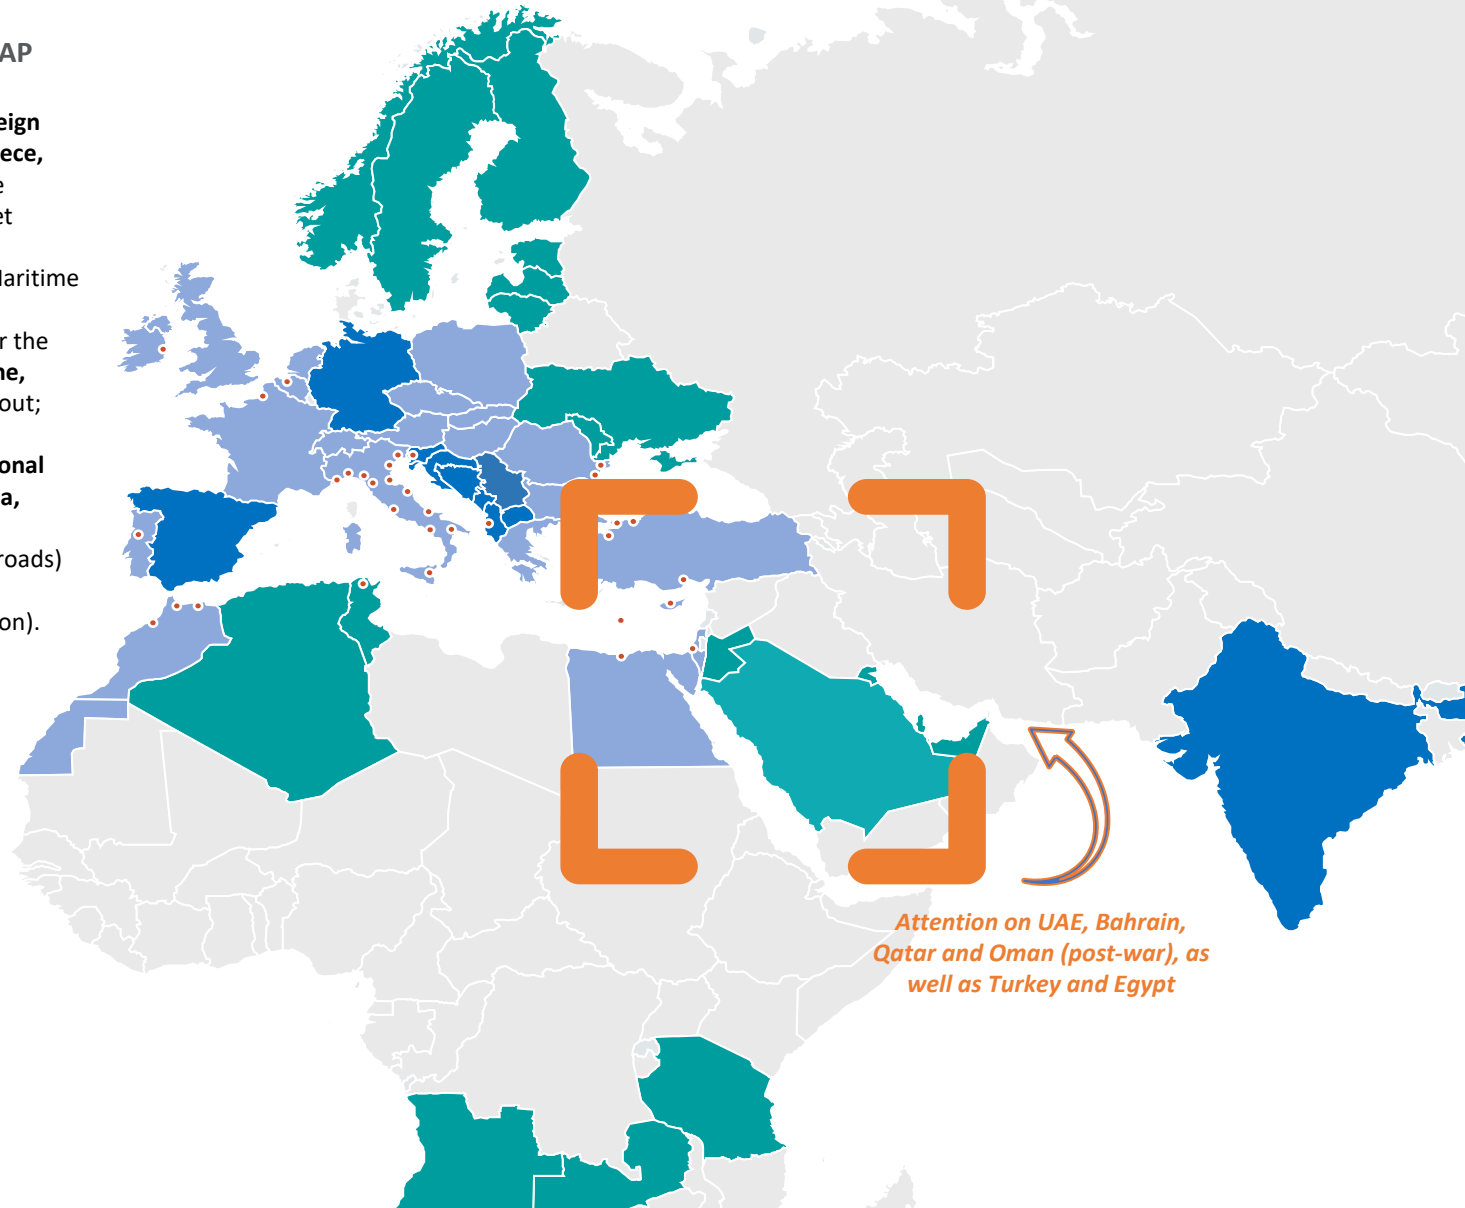 AP
eign
ece,
e
et
laritime
r the
ne,
out;
onal
a,
roads)
on).
Attention on UAE, Bahrain,
Qatar and Oman (post-war), as
well as Turkey and Egypt